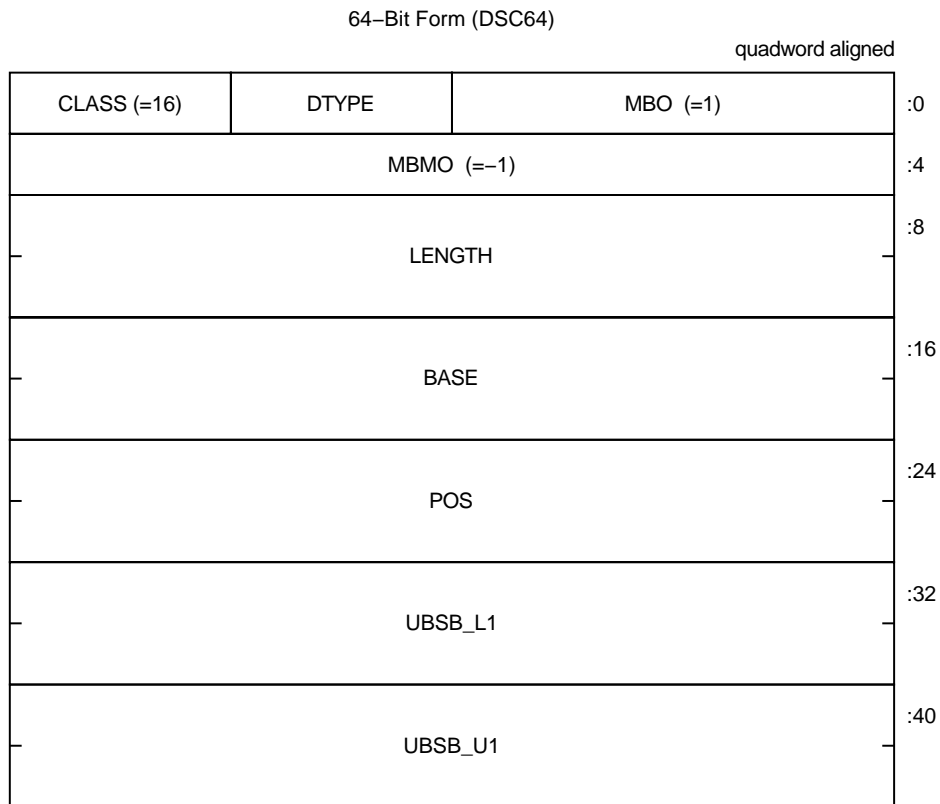 64−Bit Form (DSC64)
quadword aligned
CLASS (=16) DTYPE MBO (=1) :0
MBMO (=−1) :4
:8
LENGTH
:16
BASE
:24
POS
:32
UBSB_L1
:40
UBSB_U1